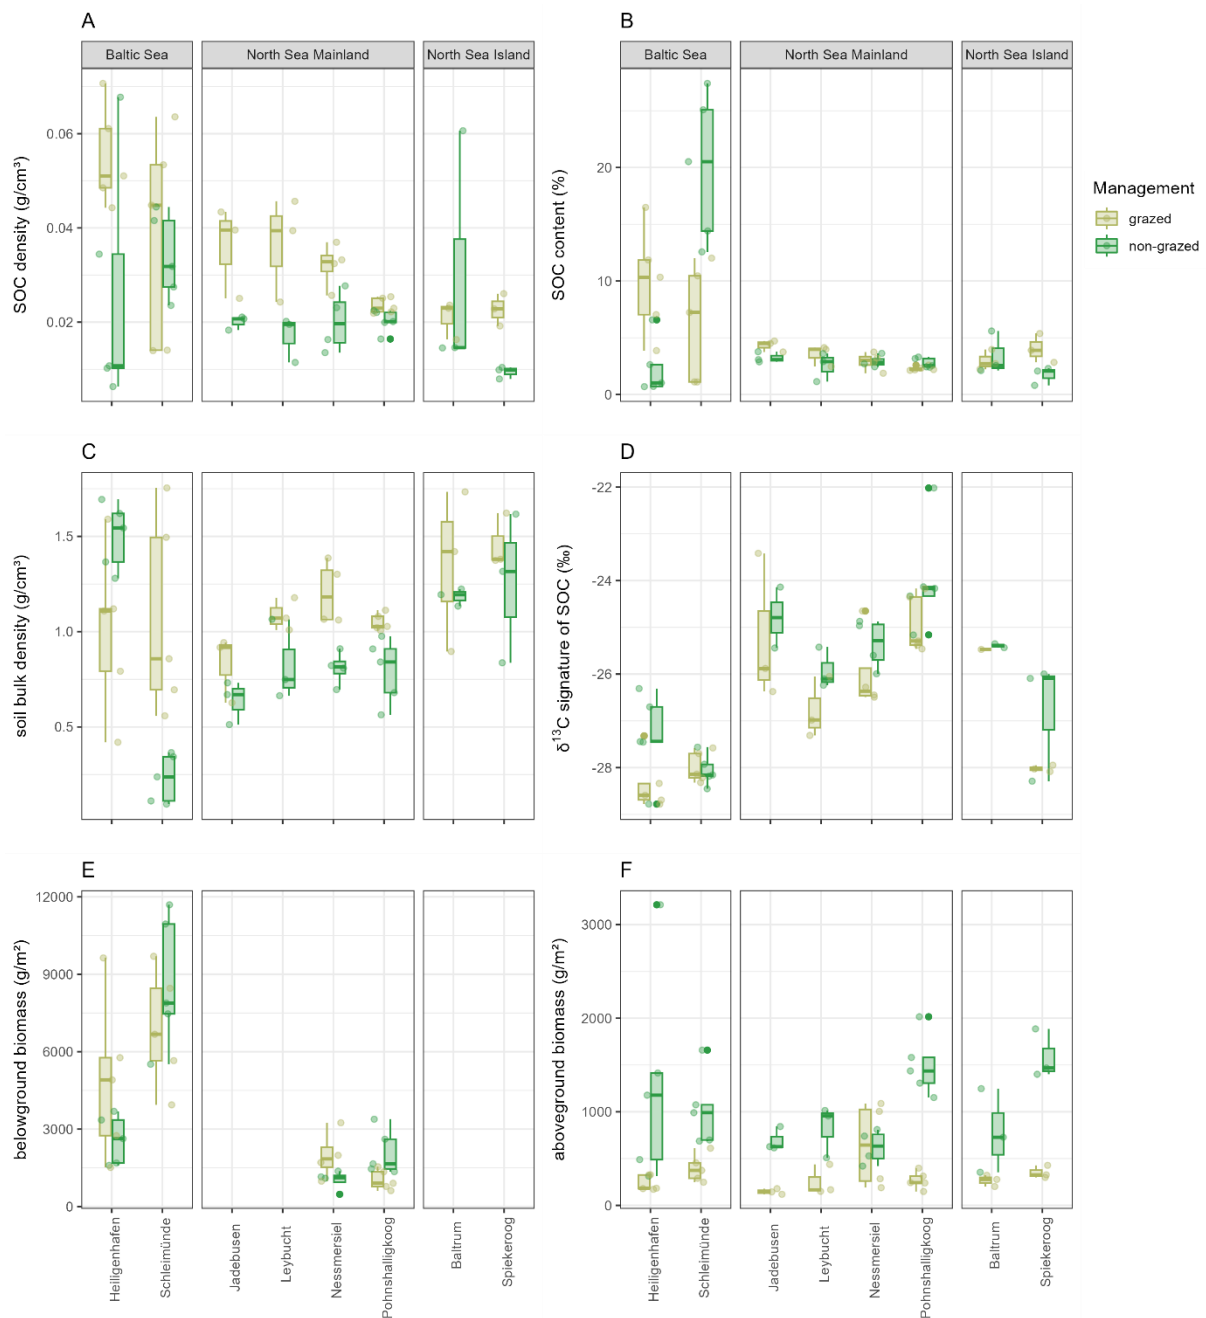 A
B
Baltic Sea
North Sea Mainland
North Sea Island
Baltic Sea
North Sea Mainland
North Sea Island
SOC density (g/cm³)
0.06
0.04
0.02
SOC content (%)
20
10
0
Management
grazed
non-grazed
C
D
soil bulk density (g/cm³)
1.5
1.0
0.5
δ¹³C signature of SOC (‰)
-22
-24
-26
-28
E
F
belowground biomass (g/m²)
12000
9000
6000
3000
0
aboveground biomass (g/m²)
3000
2000
1000
0
Heiligenhafen
Schleimünde
Jadebusen
Leybucht
Nessmersiel
Pohnshalligkoog
Baltrum
Spiekeroog
Heiligenhafen
Schleimünde
Jadebusen
Leybucht
Nessmersiel
Pohnshalligkoog
Baltrum
Spiekeroog